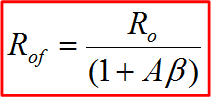 R_of = R_o / (1 + Aβ)